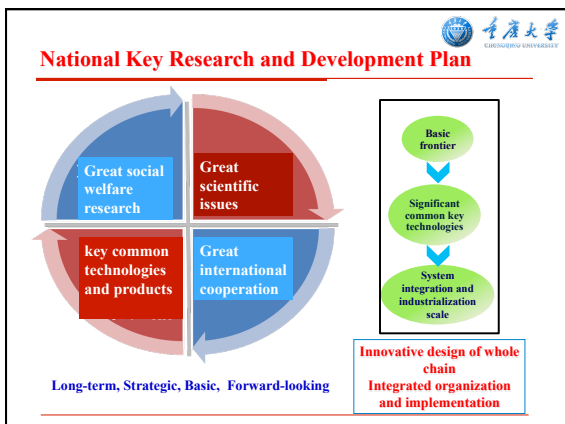 重庆大学
CHONGQING UNIVERSITY
National Key Research and Development Plan
Great social
welfare
research
Great
scientific
issues
key common
technologies
and products
Great
international
cooperation
Long-term, Strategic, Basic, Forward-looking
Basic
frontier
Significant
common key
technologies
System
integration and
industrialization
scale
Innovative design of whole
chain
Integrated organization
and implementation